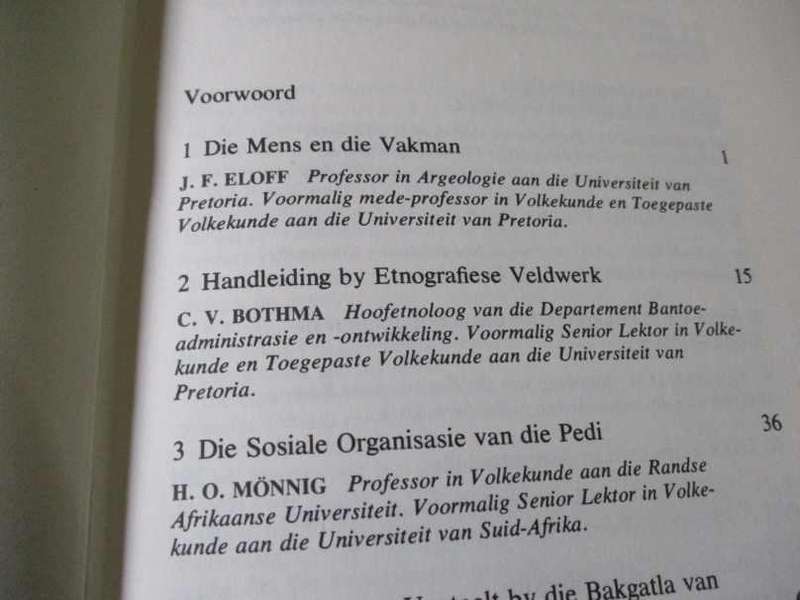 Voorwoord
1 Die Mens en die Vakman 1
J. F. ELOFF Professor in Argeologie aan die Universiteit van
Pretoria. Voormalig mede-professor in Volkekunde en Toegepaste
Volkekunde aan die Universiteit van Pretoria.
2 Handleiding by Etnografiese Veldwerk 15
C. V. BOTHMA Hoofetnoloog van die Departement Bantoe-
administrasie en -ontwikkeling. Voormalig Senior Lektor in Volke-
kunde en Toegepaste Volkekunde aan die Universiteit van
Pretoria.
3 Die Sosiale Organisasie van die Pedi 36
H. O. MÖNNIG Professor in Volkekunde aan die Randse
Afrikaanse Universiteit. Voormalig Senior Lektor in Volke-
kunde aan die Universiteit van Suid-Afrika.
by die Bakgatla van